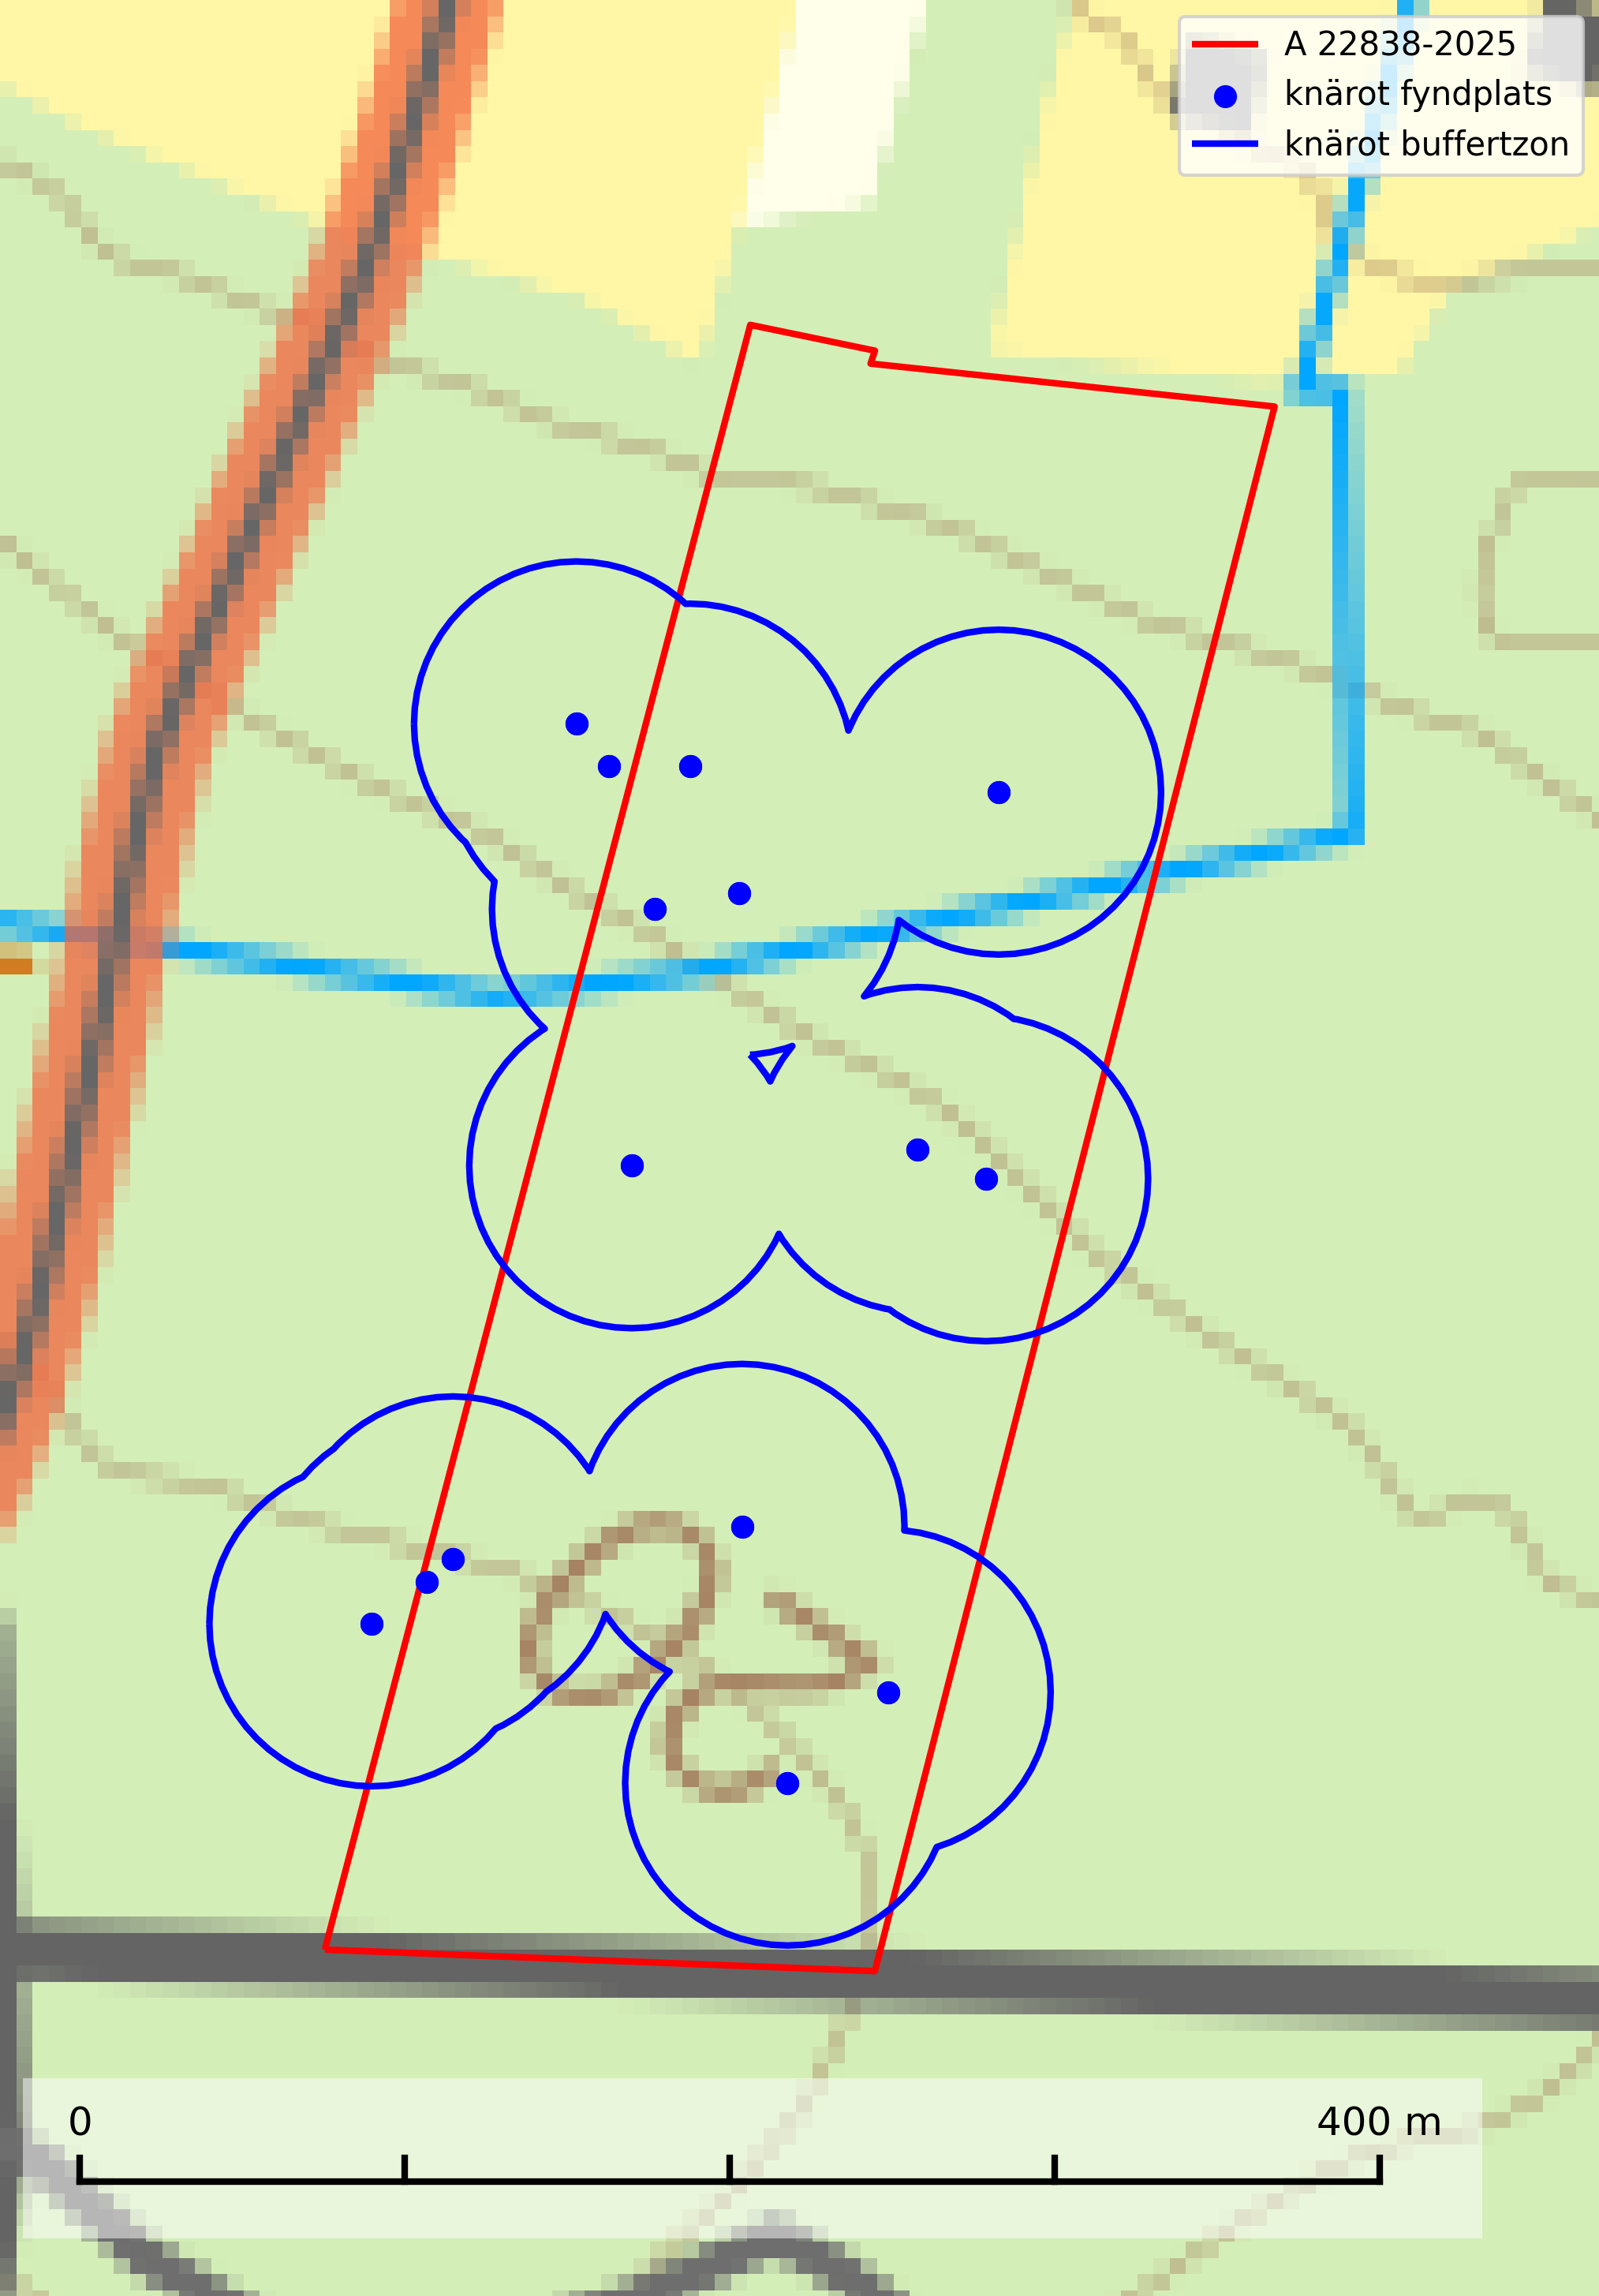 A 22838-2025
knärot fyndplats
knärot buffertzon
0
400 m